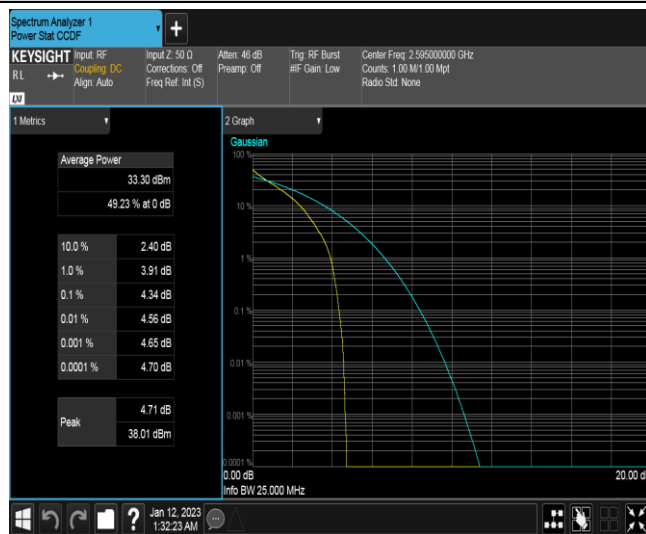 Spectrum Analyzer 1
Power Stat CCDF
+
KEYSIGHT
RL
LXI
Input: RF
Coupling: DC
Align: Auto
Input Z: 50 Ω
Corrections: Off
Freq Ref: Int (S)
Atten: 46 dB
Preamp: Off
Trig: RF Burst
#IF Gain: Low
Center Freq: 2.595000000 GHz
Counts: 1.00 M/1.00 Mpt
Radio Std: None
1 Metrics
Average Power
33.30 dBm
49.23 % at 0 dB
10.0 % 2.40 dB
1.0 % 3.91 dB
0.1 % 4.34 dB
0.01 % 4.56 dB
0.001 % 4.65 dB
0.0001 % 4.70 dB
Peak
4.71 dB
38.01 dBm
2 Graph
Gaussian
100 %
10 %
1 %
0.1 %
0.01 %
0.001 %
0.0001 %
0.00 dB
20.00 d
Info BW 25.000 MHz
?
Jan 12, 2023
1:32:23 AM